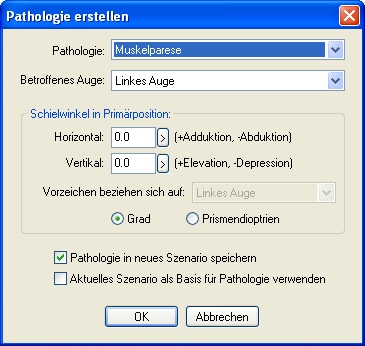 Pathologie erstellen
Pathologie: Muskelparese
Betroffenes Auge: Linkes Auge
Schielwinkel in Primärposition:
Horizontal: 0.0 > (+Adduktion, -Abduktion)
Vertikal: 0.0 > (+Elevation, -Depression)
Vorzeichen beziehen sich auf: Linkes Auge
Grad Prismendioptrien
Pathologie in neues Szenario speichern
Aktuelles Szenario als Basis für Pathologie verwenden
OK Abbrechen